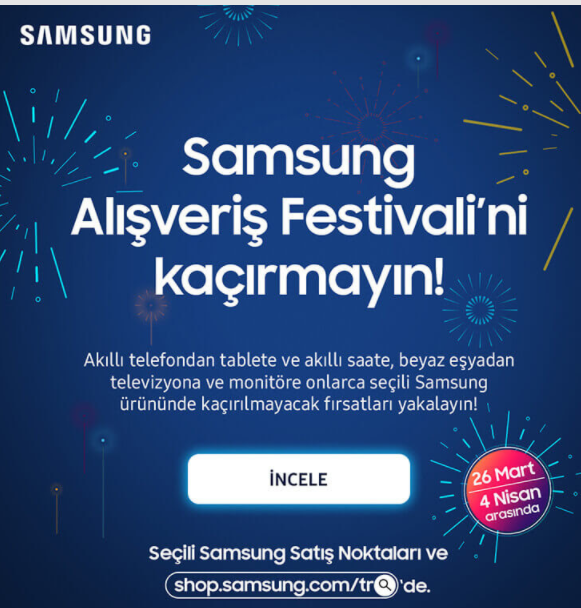 SAMSUNG
Samsung
Alışveriş Festivali’ni
kaçırmayın!
Akıllı telefondan tablete ve akıllı saate, beyaz eşyadan
televizyona ve monitöre onlarca seçili Samsung
ürününde kaçırılmayacak fırsatları yakalayın!
İNCELE
26 Mart
4 Nisan
arasında
Seçili Samsung Satış Noktaları ve
shop.samsung.com/tr 'de.